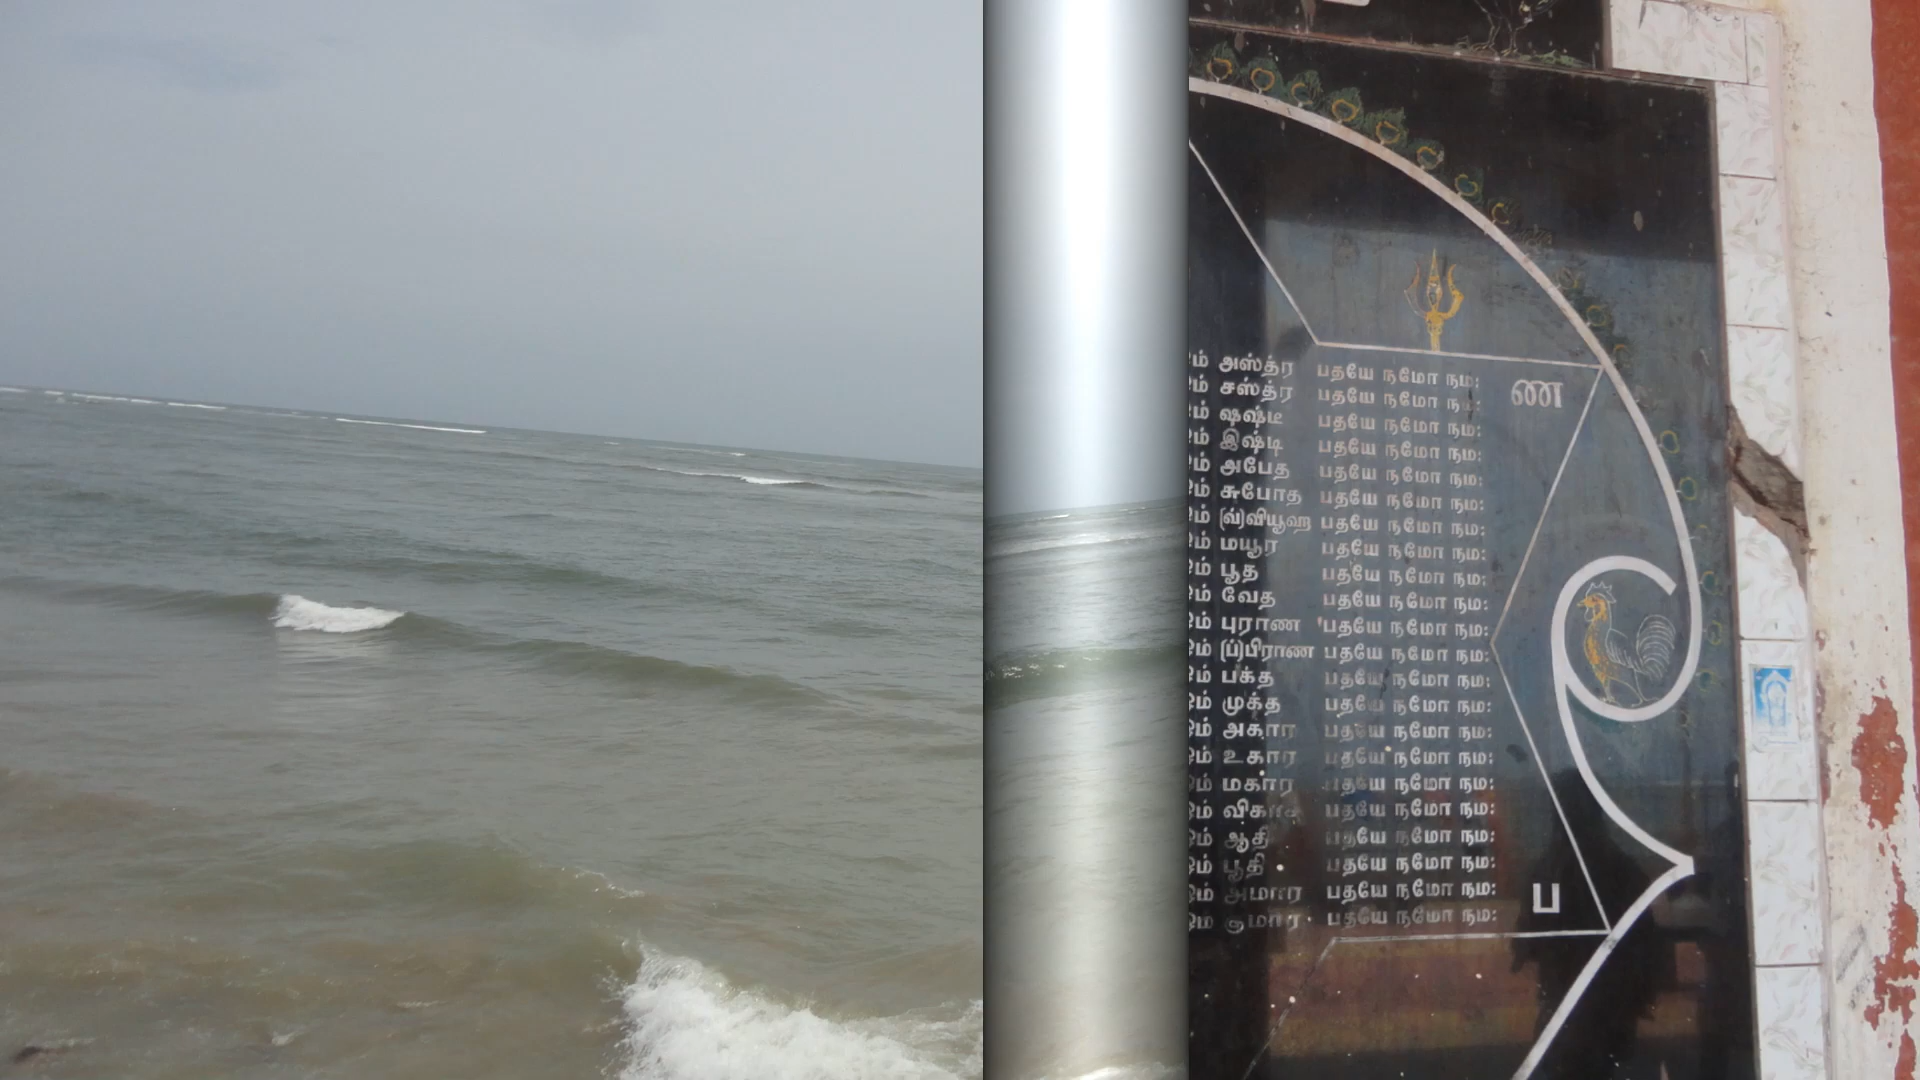 ம் அஸ்த்ர பதயே நமோ நம:
ம் சஸ்த்ர பதயே நமோ நம:
ண
ம் ஷஷ்டீ பதயே நமோ நம:
ம் இஷ்டி பதயே நமோ நம:
ம் அபேத பதயே நமோ நம:
ம் சுபோத பதயே நமோ நம:
ம் (வ்)வியூஹ பதயே நமோ நம:
ம் மயூர பதயே நமோ நம:
ம் பூத பதயே நமோ நம:
ம் வேத பதயே நமோ நம:
ம் புராண பதயே நமோ நம:
ம் (ப்)பிராண பதயே நமோ நம:
ம் பக்த பதயே நமோ நம:
ம் முக்த பதயே நமோ நம:
ம் அகார பதயே நமோ நம:
ம் உகார பதயே நமோ நம:
ம் மகார பதயே நமோ நம:
ம் விகாச பதயே நமோ நம:
ம் ஆதி பதயே நமோ நம:
ம் பூதி பதயே நமோ நம:
ம் அமார பதயே நமோ நம:
ப
ம் குமார பதயே நமோ நம: